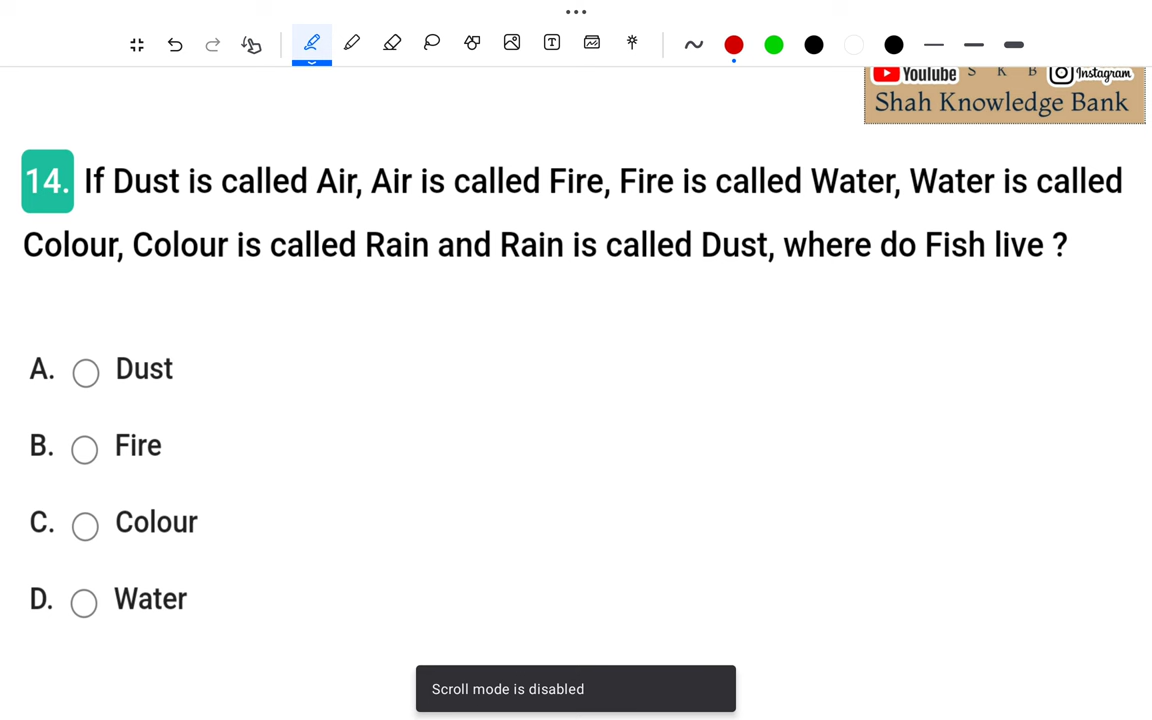 YouTube S K B Instagram
Shah Knowledge Bank
14. If Dust is called Air, Air is called Fire, Fire is called Water, Water is called
Colour, Colour is called Rain and Rain is called Dust, where do Fish live ?
A. Dust
B. Fire
C. Colour
D. Water
Scroll mode is disabled